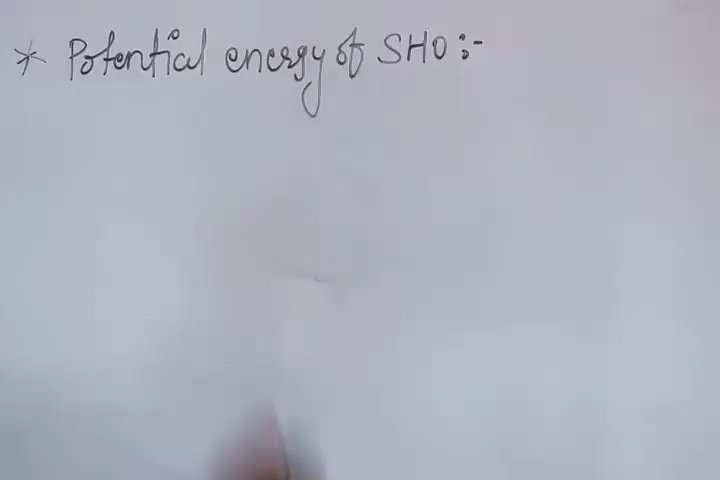 * Potential energy of SHO :-